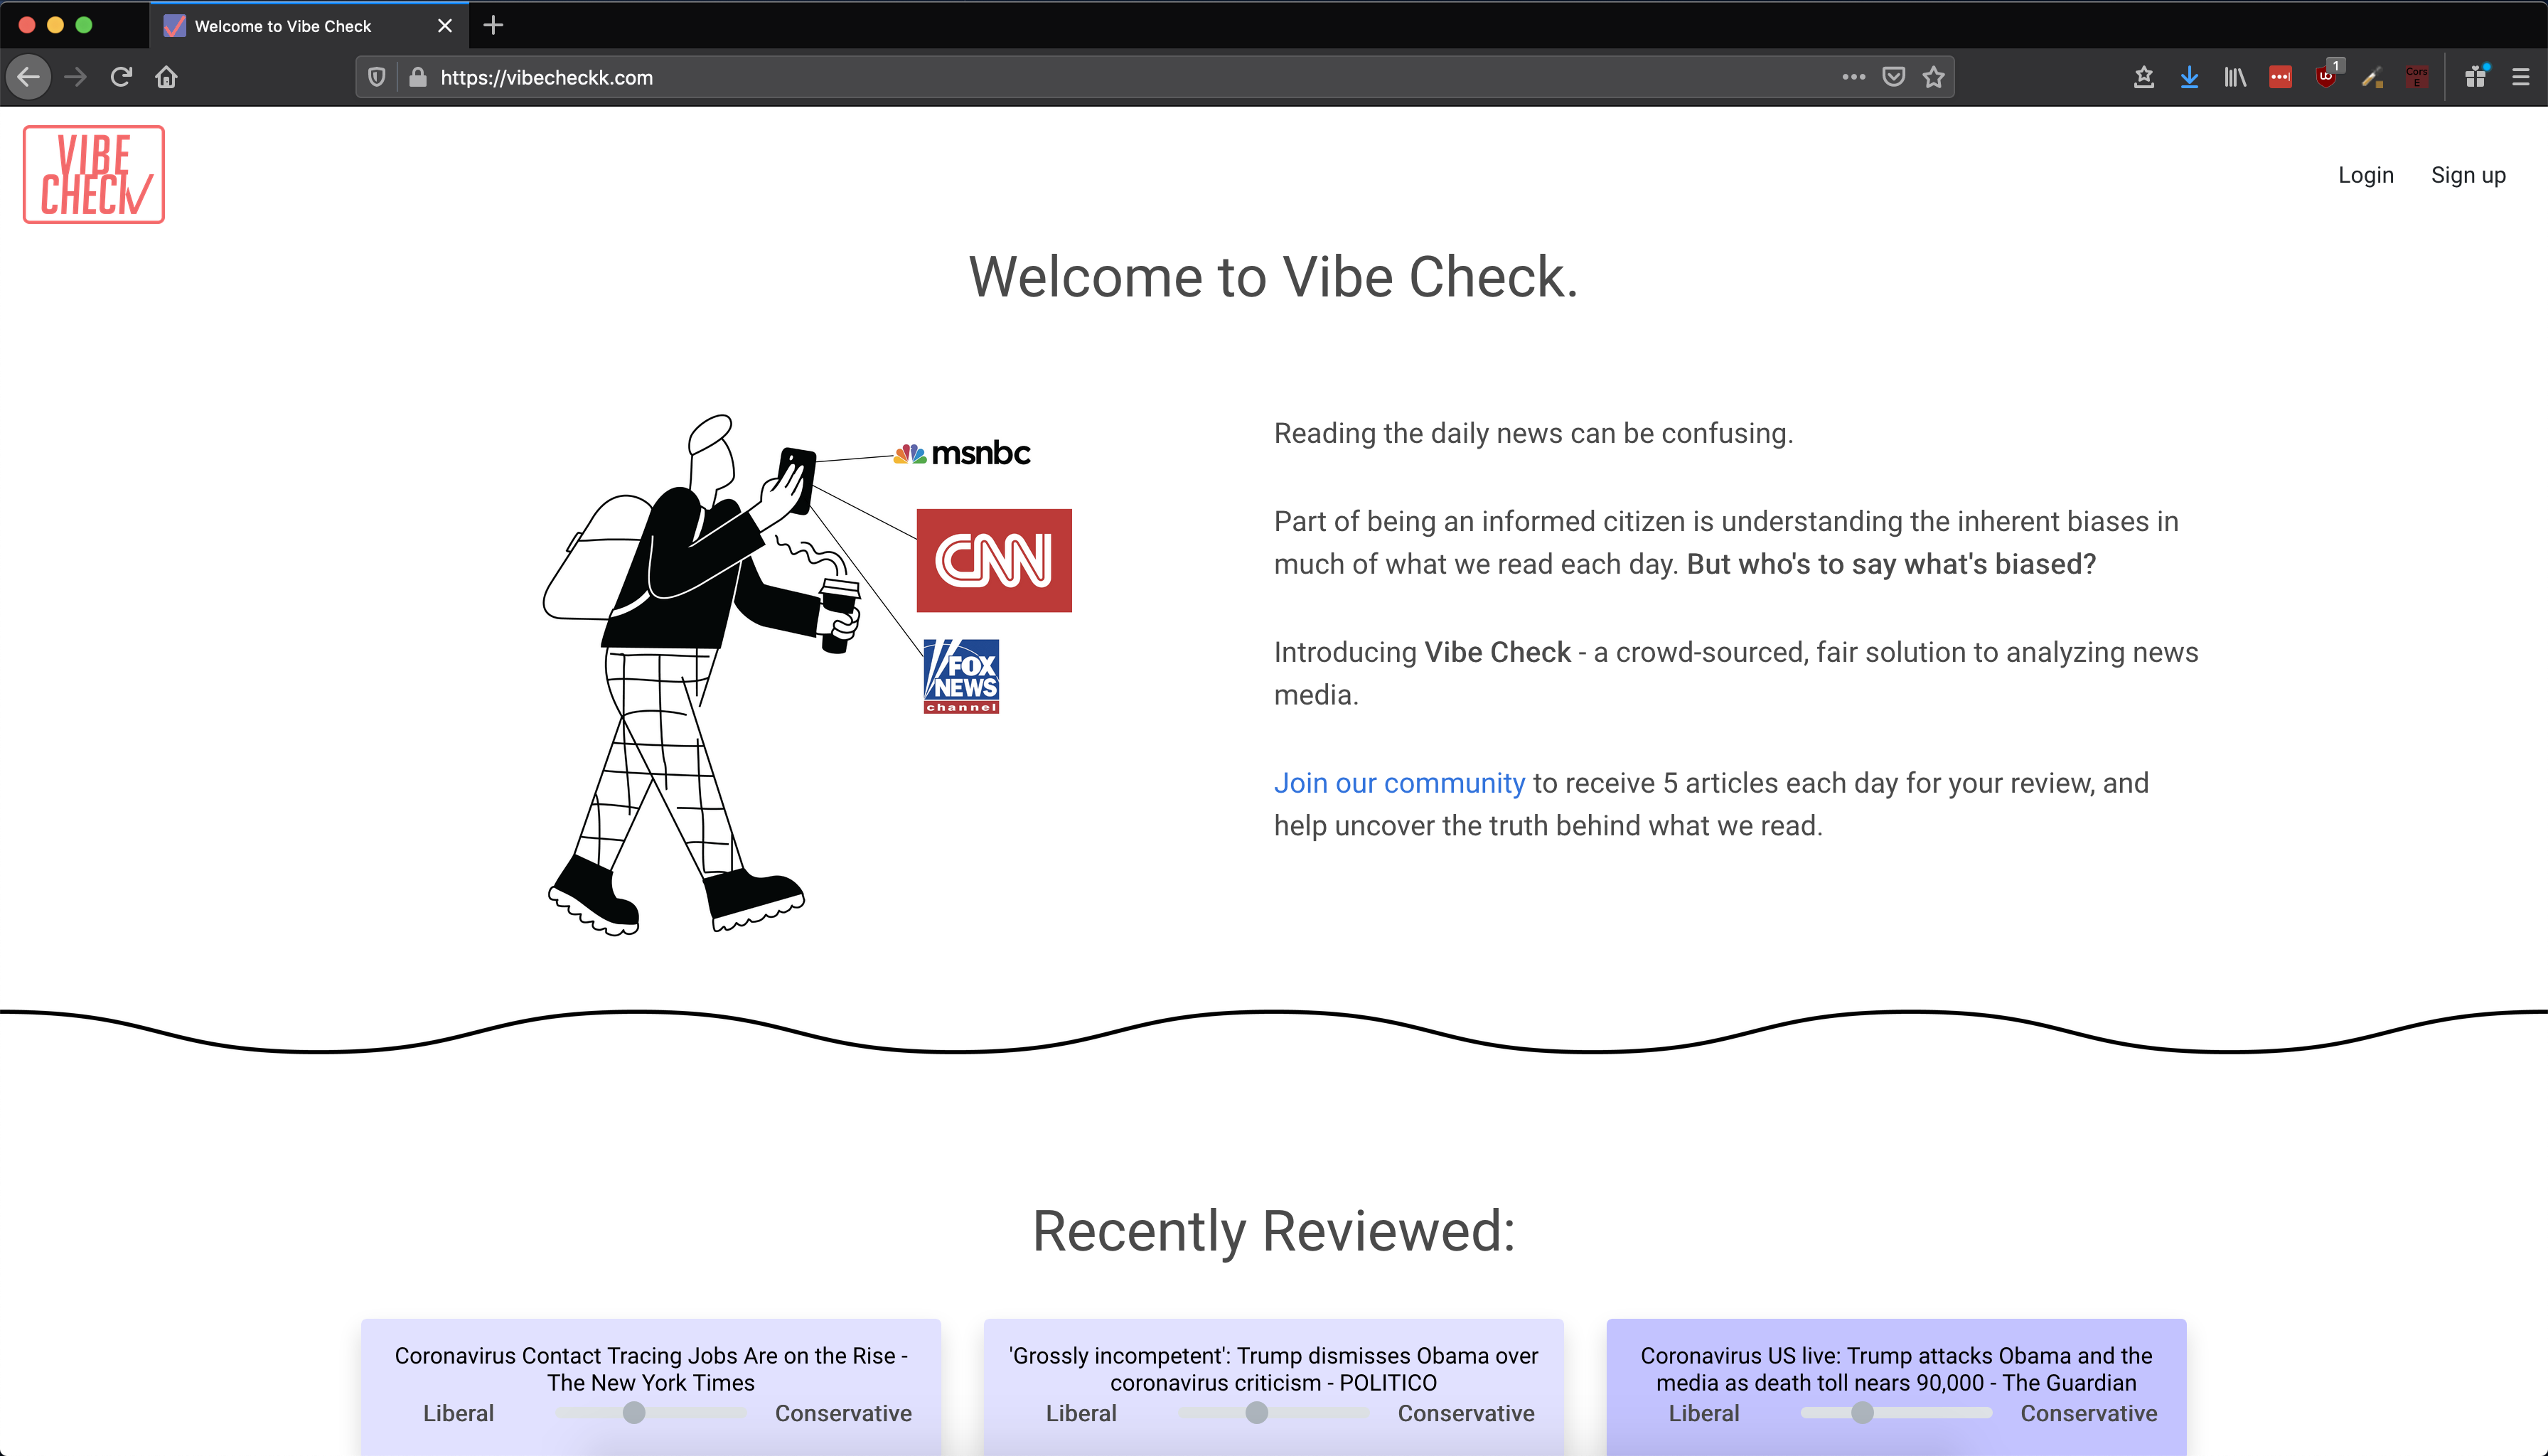 Welcome to Vibe Check
https://vibecheckk.com
1
Cors
E
VIBE
CHECK
Login
Sign up
Welcome to Vibe Check.
msnbc
CNN
FOX
NEWS
channel
Reading the daily news can be confusing.
Part of being an informed citizen is understanding the inherent biases in
much of what we read each day. But who's to say what's biased?
Introducing Vibe Check - a crowd-sourced, fair solution to analyzing news
media.
Join our community to receive 5 articles each day for your review, and
help uncover the truth behind what we read.
Recently Reviewed:
Coronavirus Contact Tracing Jobs Are on the Rise -
The New York Times
Liberal
Conservative
'Grossly incompetent': Trump dismisses Obama over
coronavirus criticism - POLITICO
Liberal
Conservative
Coronavirus US live: Trump attacks Obama and the
media as death toll nears 90,000 - The Guardian
Liberal
Conservative